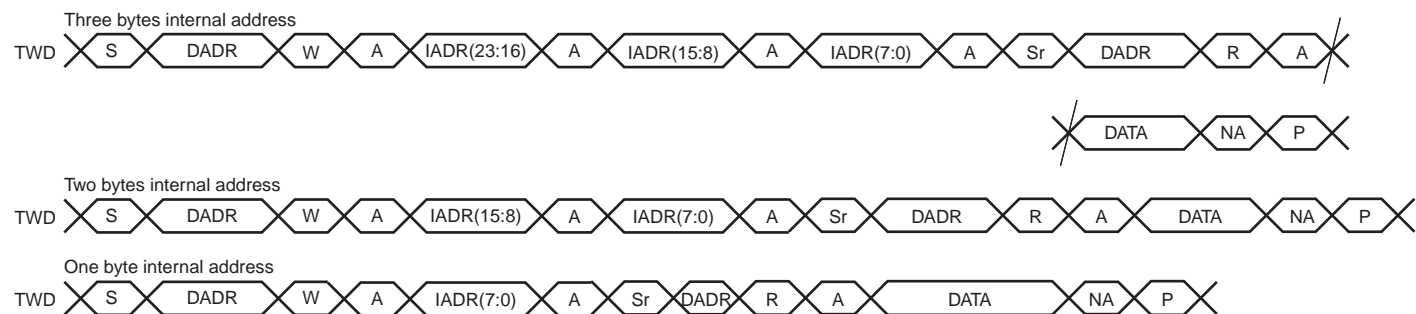 Three bytes internal address
TWD S DADR W A IADR(23:16) A IADR(15:8) A IADR(7:0) A Sr DADR R A
DATA NA P
Two bytes internal address
TWD S DADR W A IADR(15:8) A IADR(7:0) A Sr DADR R A DATA NA P
One byte internal address
TWD S DADR W A IADR(7:0) A Sr DADR R A DATA NA P